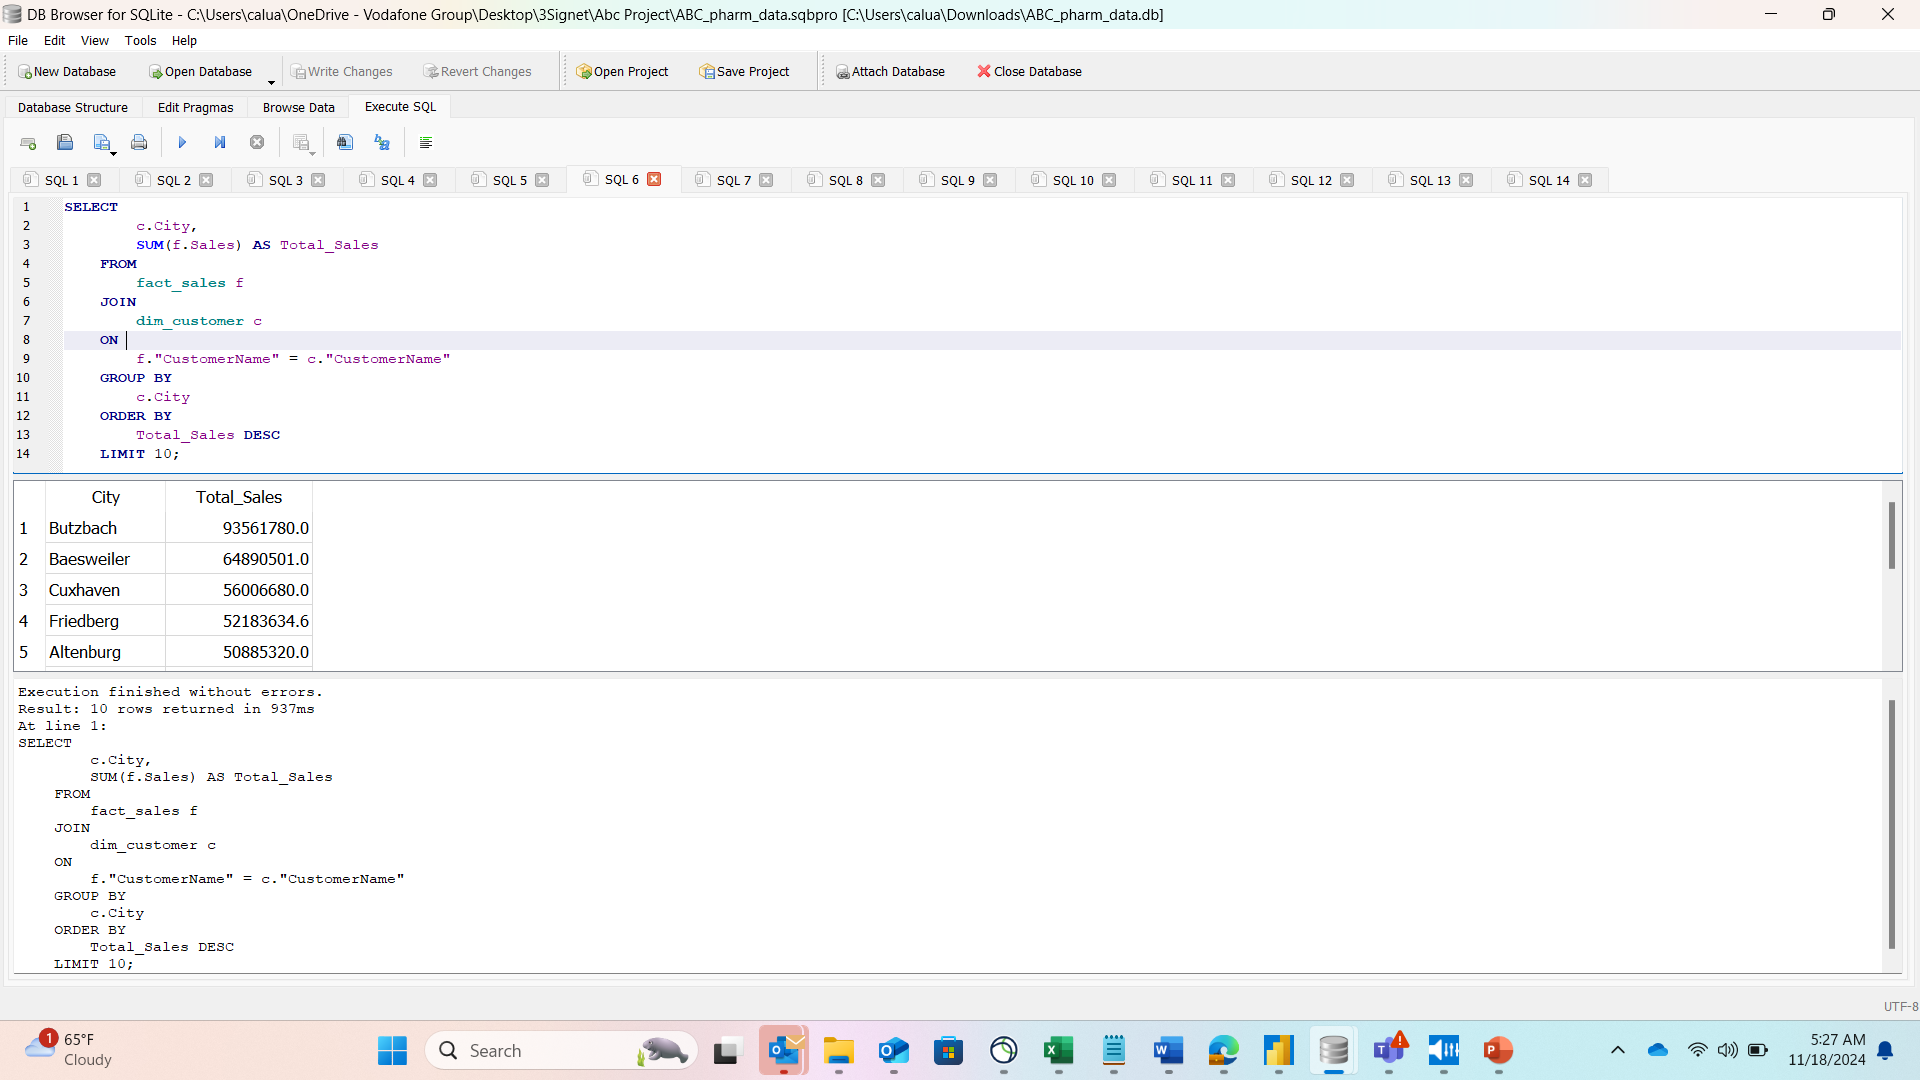 DB Browser for SQLite - C:\Users\calua\OneDrive - Vodafone Group\Desktop\3Signet\Abc Project\ABC_pharm_data.sqbpro [C:\Users\calua\Downloads\ABC_pharm_data.db]
File Edit View Tools Help
New Database Open Database Write Changes Revert Changes Open Project Save Project Attach Database Close Database
Database Structure Edit Pragmas Browse Data Execute SQL
SQL 1 SQL 2 SQL 3 SQL 4 SQL 5 SQL 6 SQL 7 SQL 8 SQL 9 SQL 10 SQL 11 SQL 12 SQL 13 SQL 14
1 SELECT
2 c.City,
3 SUM(f.Sales) AS Total_Sales
4 FROM
5 fact_sales f
6 JOIN
7 dim_customer c
8 ON
9 f."CustomerName" = c."CustomerName"
10 GROUP BY
11 c.City
12 ORDER BY
13 Total_Sales DESC
14 LIMIT 10;
City Total_Sales
1 Butzbach 93561780.0
2 Baesweiler 64890501.0
3 Cuxhaven 56006680.0
4 Friedberg 52183634.6
5 Altenburg 50885320.0
Execution finished without errors.
Result: 10 rows returned in 937ms
At line 1:
SELECT
c.City,
SUM(f.Sales) AS Total_Sales
FROM
fact_sales f
JOIN
dim_customer c
ON
f."CustomerName" = c."CustomerName"
GROUP BY
c.City
ORDER BY
Total_Sales DESC
LIMIT 10;
UTF-8
1 65°F
Cloudy
Search
5:27 AM
11/18/2024